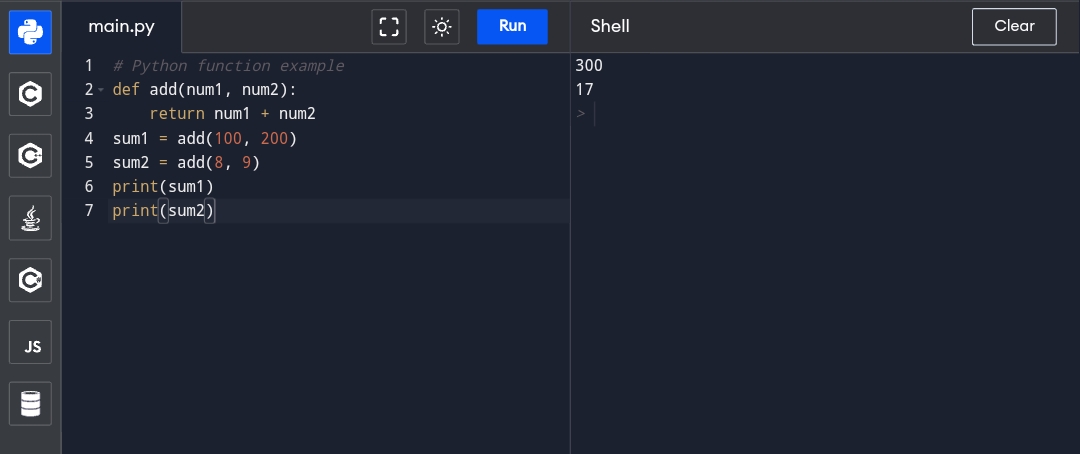 main.py
Run
Shell
Clear
1 # Python function example
2 def add(num1, num2):
3     return num1 + num2
4 sum1 = add(100, 200)
5 sum2 = add(8, 9)
6 print(sum1)
7 print(sum2)
300
17
>
C
C+
C#
JS